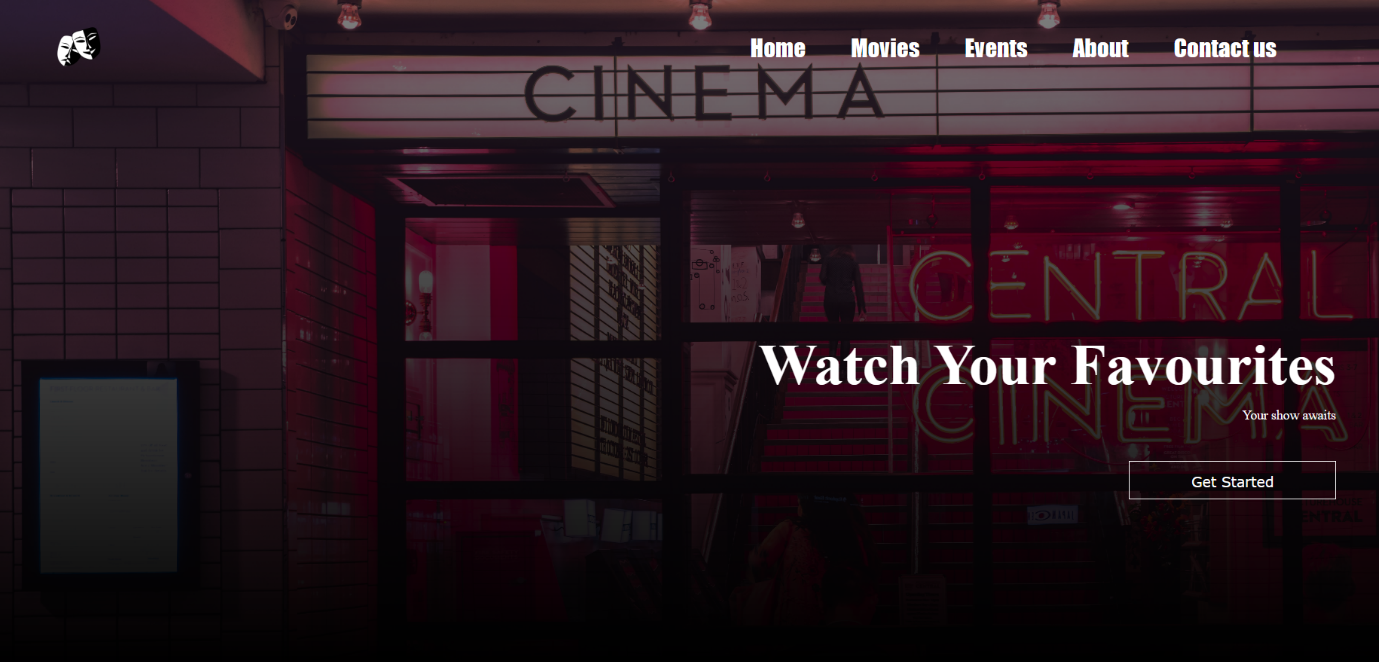 Home Movies Events About Contact us
CINEMA
CENTRAL
Watch Your Favourites
CINEMA
Your show awaits
Get Started